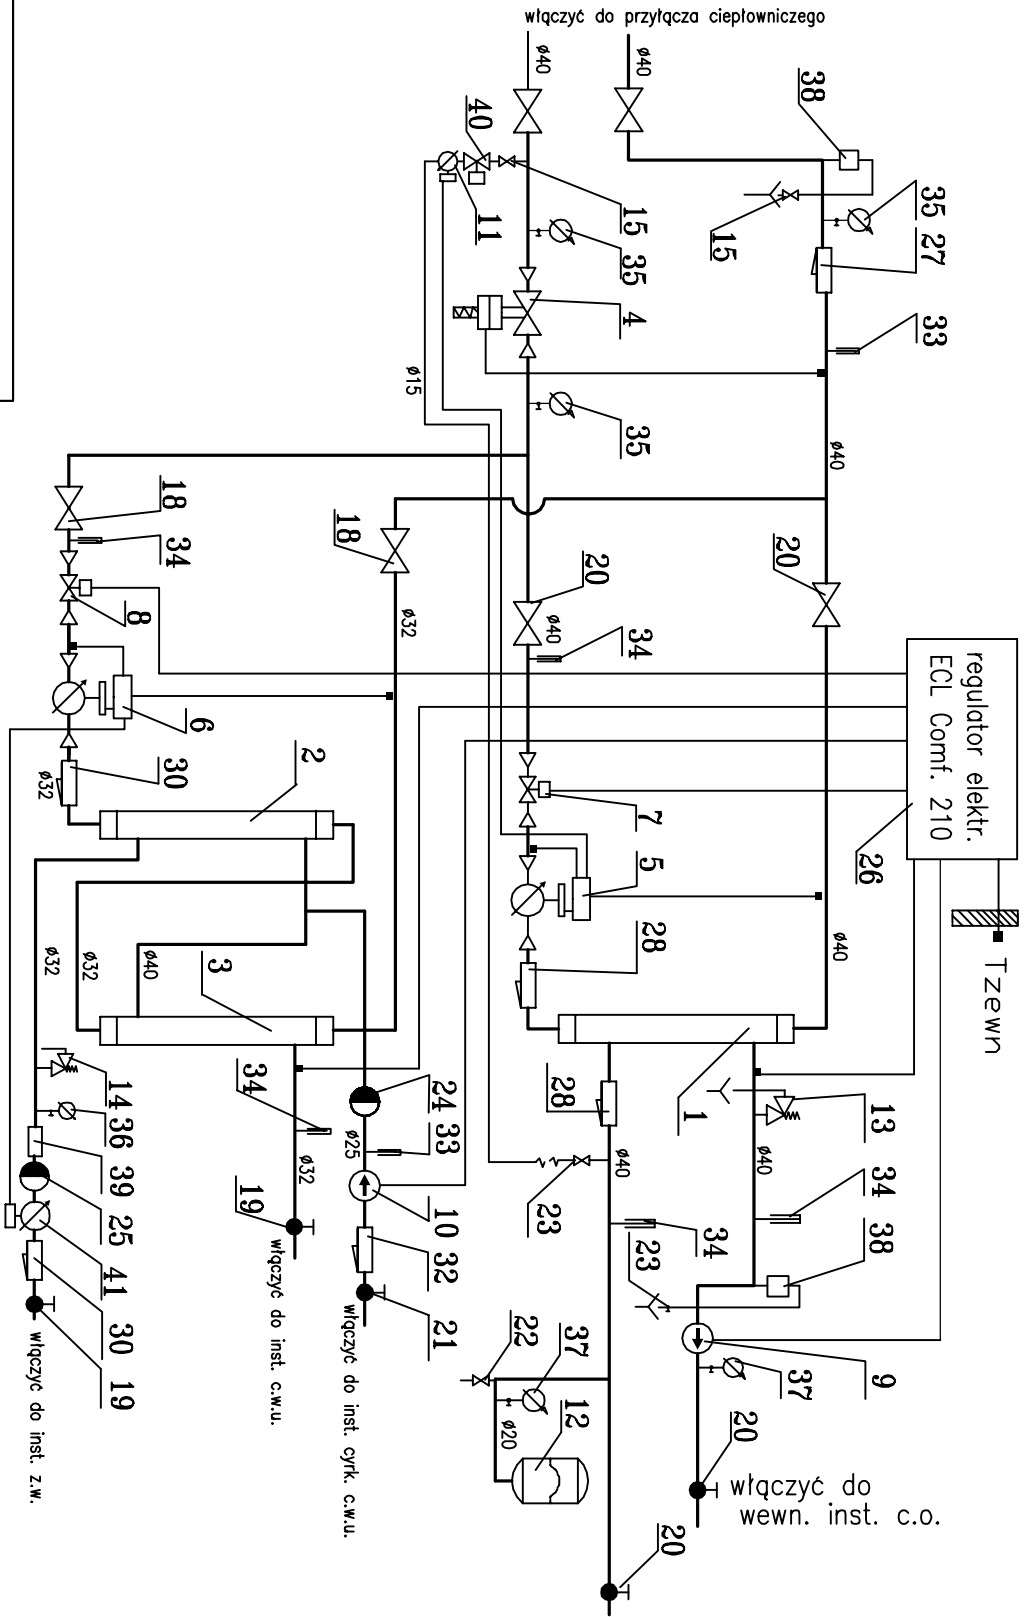 włączyć do przyłącza ciepłowniczego
ø40
ø40
38
40
15
35
27
15
11
15
35
33
4
ø15
35
ø40
18
34
18
20
20
8
ø32
ø40
34
regulator elektr.
ECL Comf. 210
6
30
2
7
26
ø32
5
28
ø40
Tzewn
3
ø40
ø32
ø32
1
28
13
34
24
14
36
33
ø25
ø32
ø40
ø40
39
25
19
10
23
34
34
38
23
41
32
30
21
włączyć do inst. c.w.u.
22
37
9
37
19
włączyć do inst. z.w.
włączyć do inst. cyrk. c.w.u.
ø20
12
20
włączyć do
wewn. inst. c.o.
20